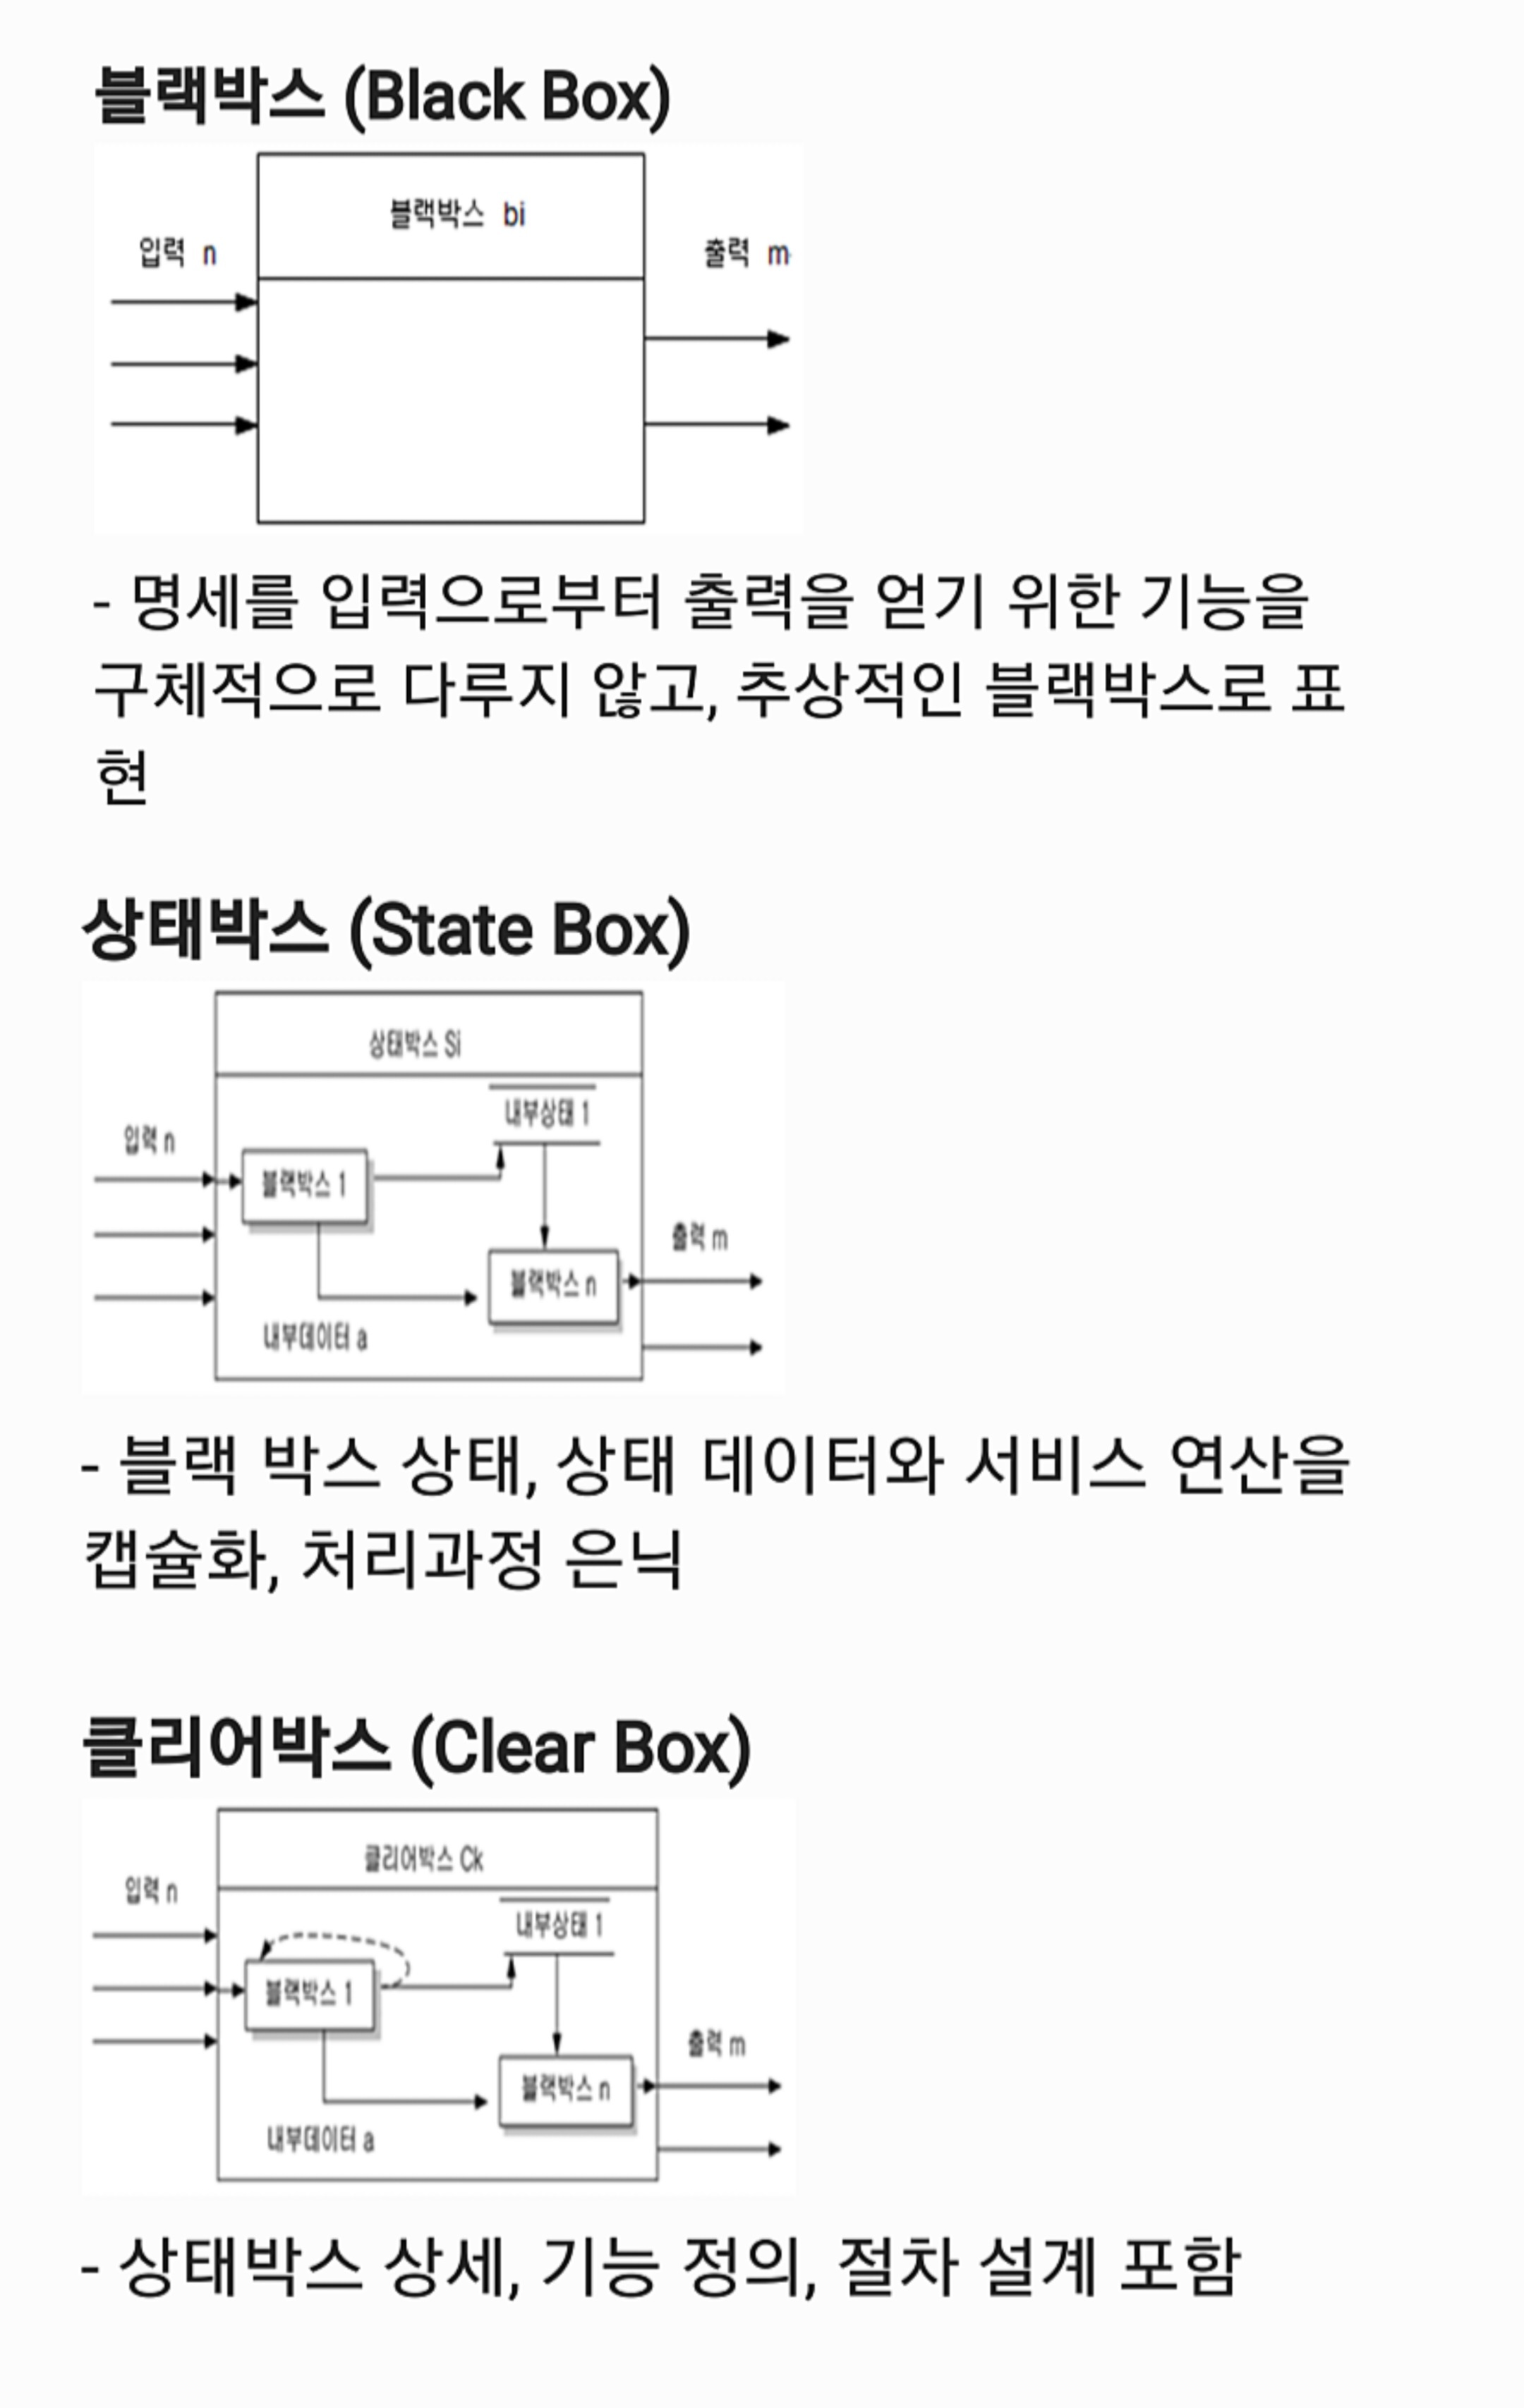 블랙박스 (Black Box)
블랙박스 bi
입력 n
출력 m
- 명세를 입력으로부터 출력을 얻기 위한 기능을
구체적으로 다루지 않고, 추상적인 블랙박스로 표
현
상태박스 (State Box)
상태박스 Si
내부상태 1
입력 n
블랙박스 1
출력 m
블랙박스 n
내부데이터 a
- 블랙 박스 상태, 상태 데이터와 서비스 연산을
캡슐화, 처리과정 은닉
클리어박스 (Clear Box)
클리어박스 Ck
입력 n
내부상태 1
블랙박스 1
출력 m
블랙박스 n
내부데이터 a
- 상태박스 상세, 기능 정의, 절차 설계 포함